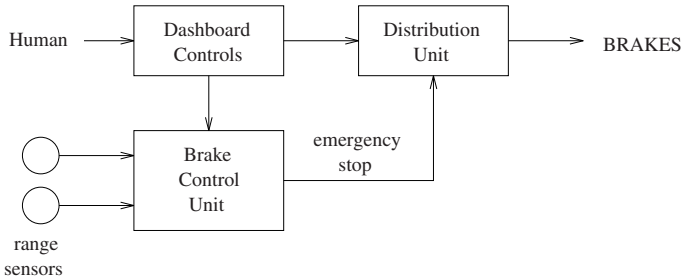 Human
Dashboard
Controls
Distribution
Unit
BRAKES
Brake
Control
Unit
emergency
stop
range
sensors